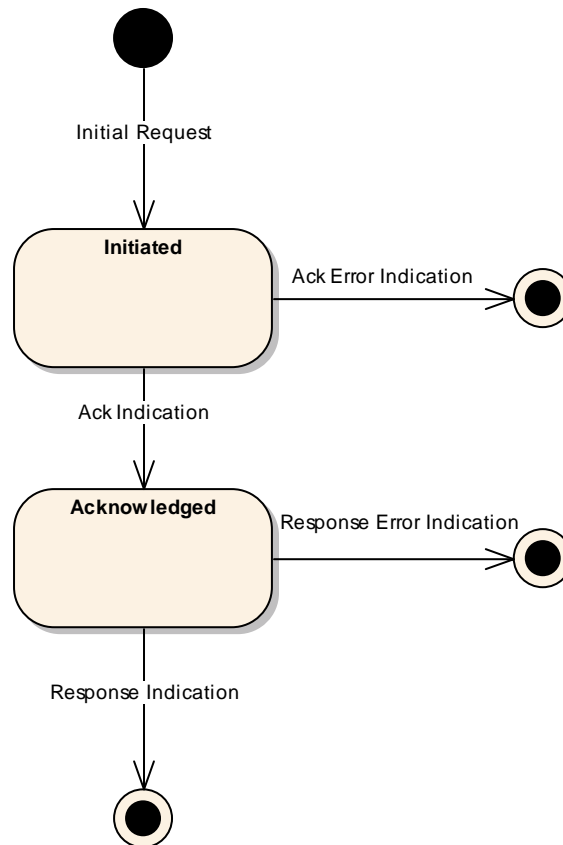 Initial Request
Initiated
Ack Error Indication
Ack Indication
Acknowledged
Response Error Indication
Response Indication